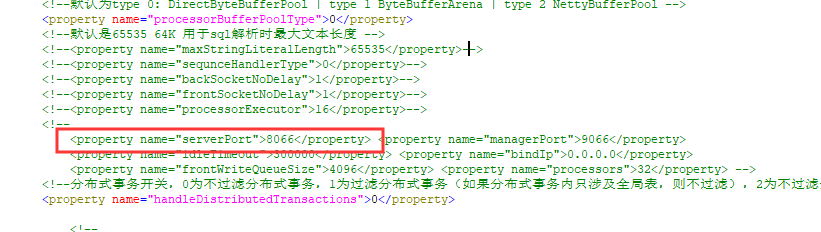 <!--默认为type 0: DirectByteBufferPool | type 1 ByteBufferArena | type 2 NettyBufferPool -->
<property name="processorBufferPoolType">0</property>
<!--默认是65535 64K 用于sql解析时最大文本长度 -->
<!--<property name="maxStringLiteralLength">65535</property>-->
<!--<property name="sequnceHandlerType">0</property>-->
<!--<property name="backSocketNoDelay">1</property>-->
<!--<property name="frontSocketNoDelay">1</property>-->
<!--<property name="processorExecutor">16</property>-->
<!--
<property name="serverPort">8066</property> <property name="managerPort">9066</property>
<property name="idleTimeout">300000</property> <property name="bindIp">0.0.0.0</property>
<property name="frontWriteQueueSize">4096</property> <property name="processors">32</property> -->
<!--分布式事务开关，0为不过滤分布式事务，1为过滤分布式事务（如果分布式事务内只涉及全局表，则不过滤），2为不过滤
<property name="handleDistributedTransactions">0</property>
<!--